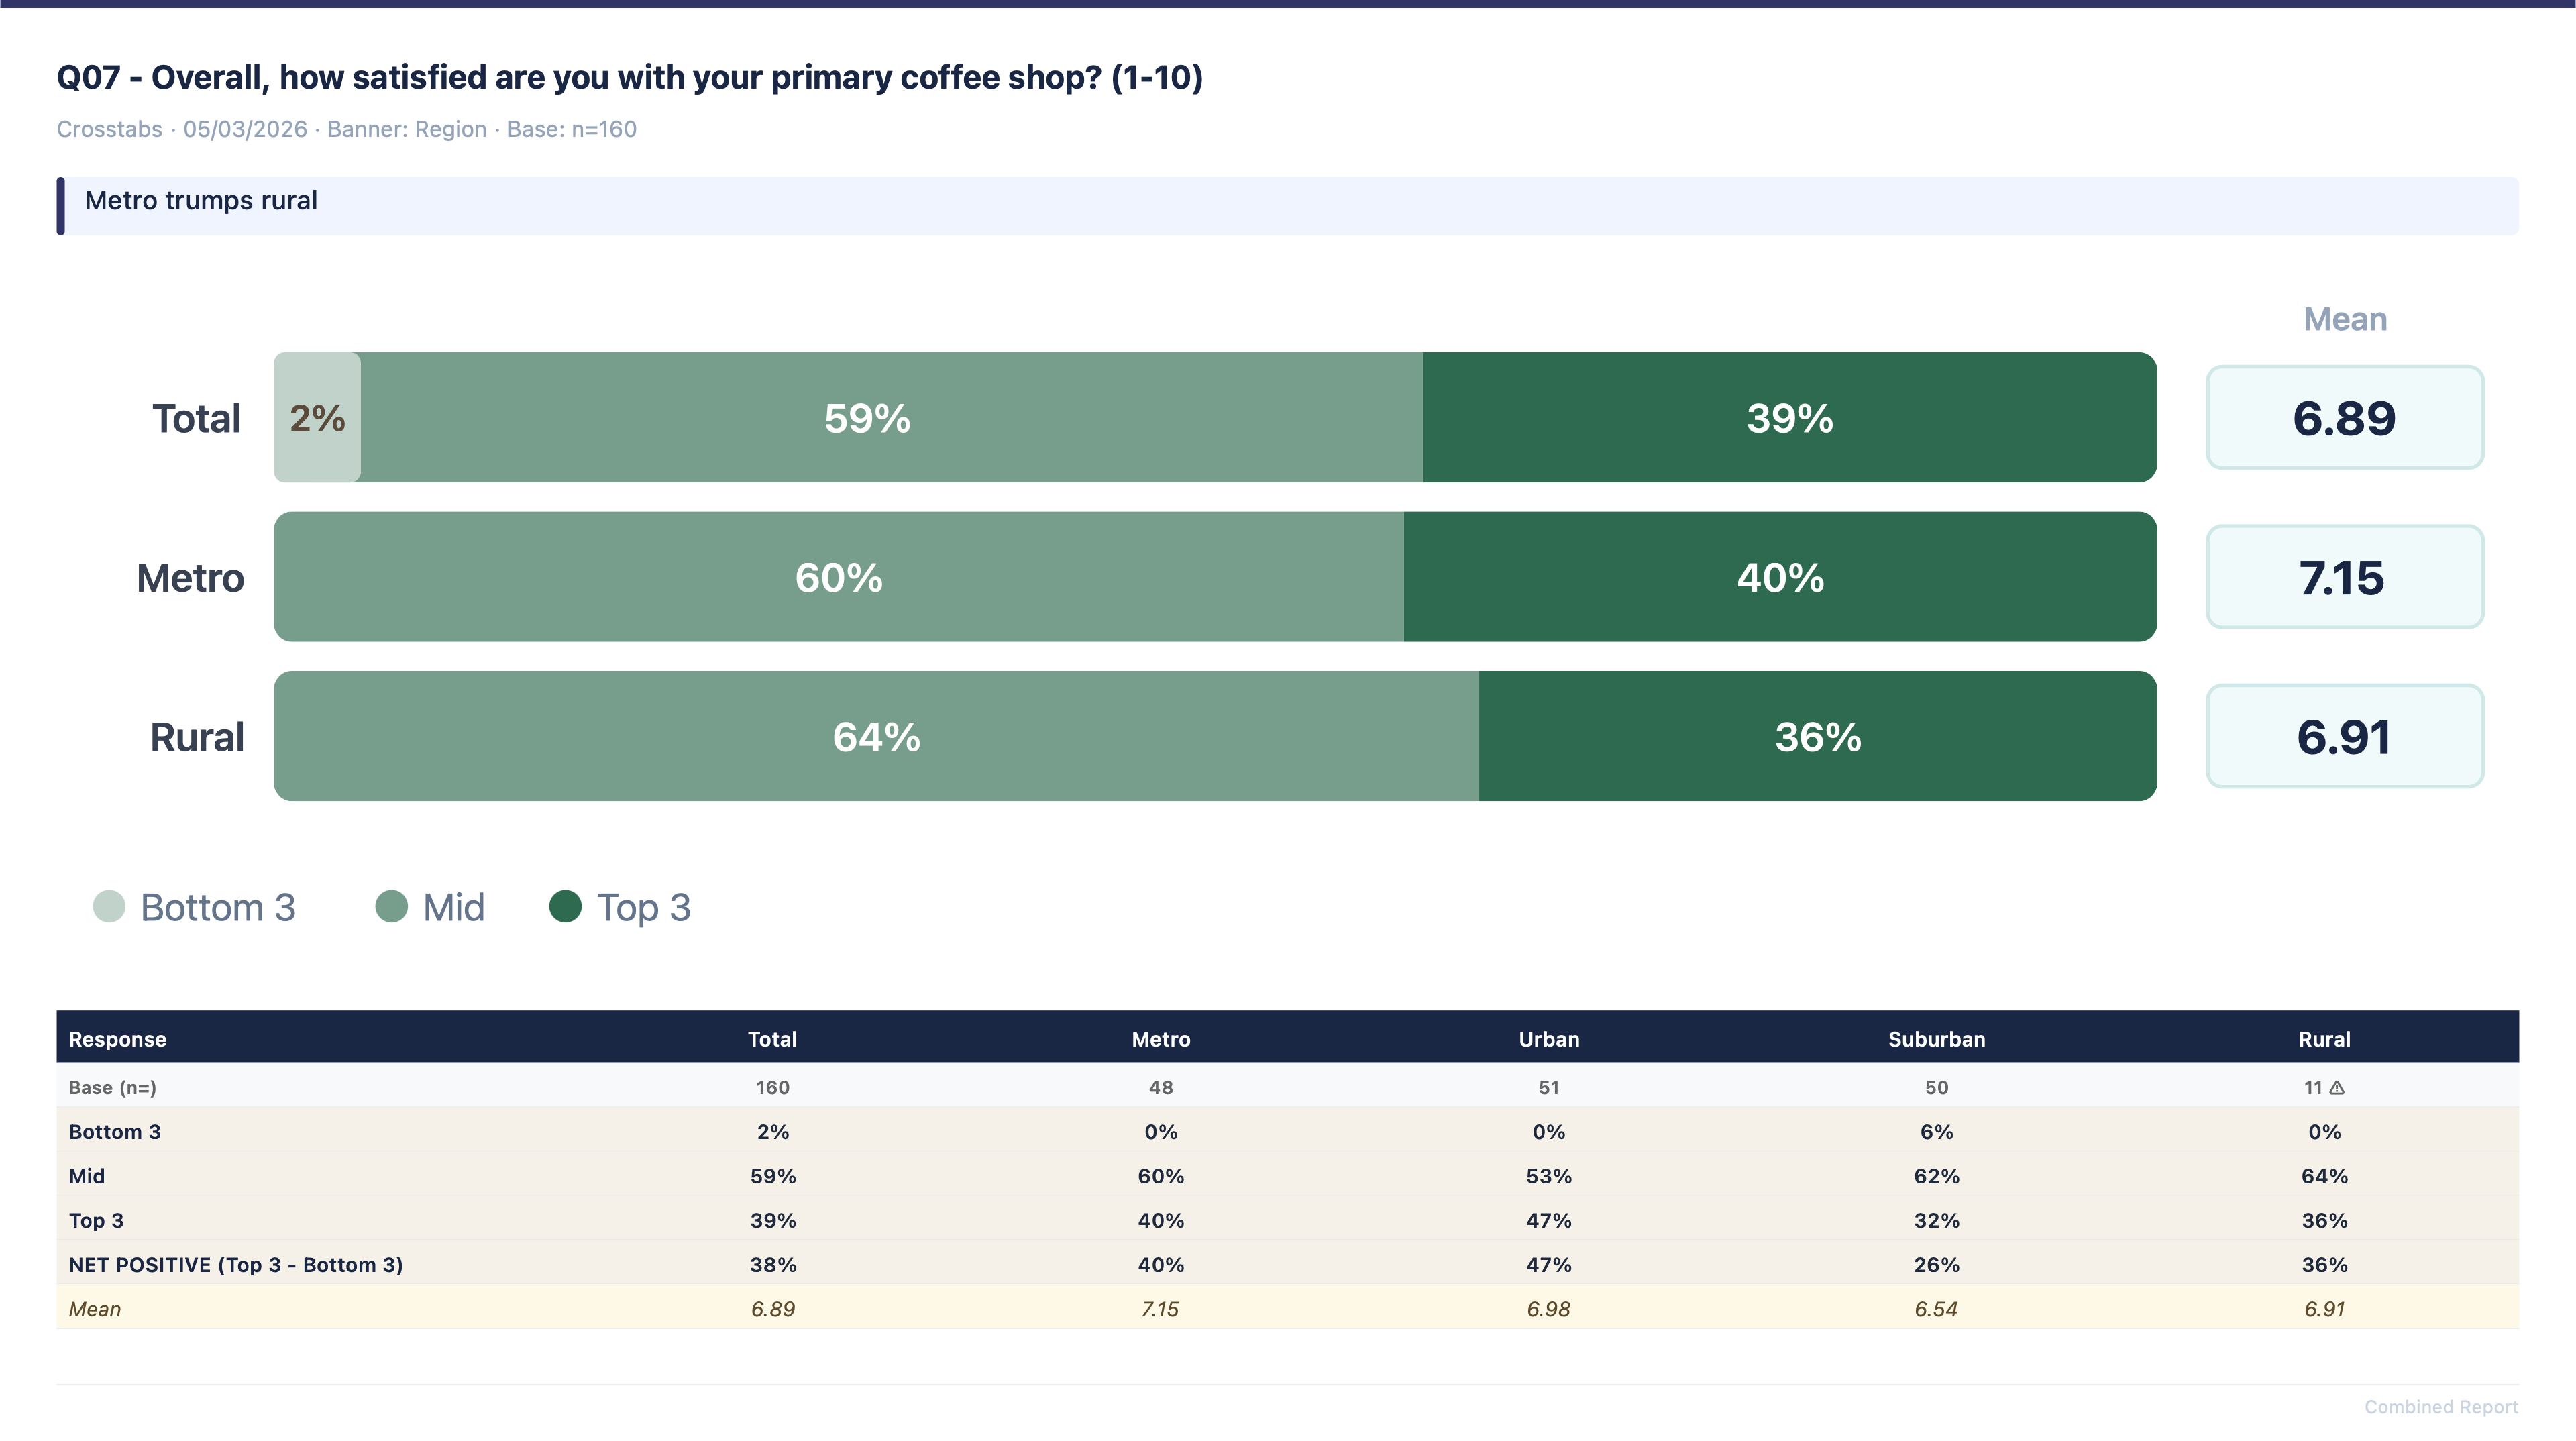 Q07 - Overall, how satisfied are you with your primary coffee shop? (1-10)
Crosstabs · 05/03/2026 · Banner: Region · Base: n=160
Metro trumps rural
Mean
Total 2% 59% 39% 6.89
Metro 60% 40% 7.15
Rural 64% 36% 6.91
Bottom 3 Mid Top 3
Response Total Metro Urban Suburban Rural
Base (n=) 160 48 51 50 11 ⚠
Bottom 3 2% 0% 0% 6% 0%
Mid 59% 60% 53% 62% 64%
Top 3 39% 40% 47% 32% 36%
NET POSITIVE (Top 3 - Bottom 3) 38% 40% 47% 26% 36%
Mean 6.89 7.15 6.98 6.54 6.91
Combined Report